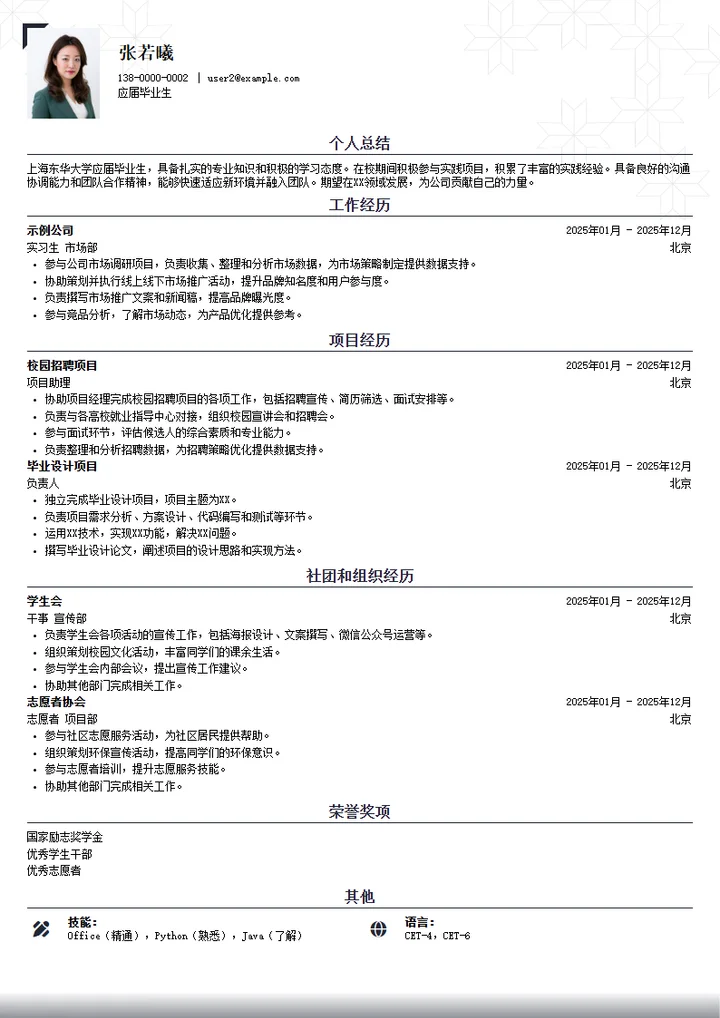 张若曦
138-0000-0002 | user2@example.com
应届毕业生
个人总结
上海东华大学应届毕业生，具备扎实的专业知识和积极的学习态度。在校期间积极参与实践项目，积累了丰富的实践经验。具备良好的沟通
协调能力和团队合作精神，能够快速适应新环境并融入团队。期望在XX领域发展，为公司贡献自己的力量。
工作经历
示例公司 2025年01月 - 2025年12月
实习生 市场部 北京
• 参与公司市场调研项目，负责收集、整理和分析市场数据，为市场策略制定提供数据支持。
• 协助策划并执行线上线下市场推广活动，提升品牌知名度和用户参与度。
• 负责撰写市场推广文案和新闻稿，提高品牌曝光度。
• 参与竞品分析，了解市场动态，为产品优化提供参考。
项目经历
校园招聘项目 2025年01月 - 2025年12月
项目助理 北京
• 协助项目经理完成校园招聘项目的各项工作，包括招聘宣传、简历筛选、面试安排等。
• 负责与各高校就业指导中心对接，组织校园宣讲会和招聘会。
• 参与面试环节，评估候选人的综合素质和专业能力。
• 负责整理和分析招聘数据，为招聘策略优化提供数据支持。
毕业设计项目 2025年01月 - 2025年12月
负责人 北京
• 独立完成毕业设计项目，项目主题为XX。
• 负责项目需求分析、方案设计、代码编写和测试等环节。
• 运用XX技术，实现XX功能，解决XX问题。
• 撰写毕业设计论文，阐述项目的设计思路和实现方法。
社团和组织经历
学生会 2025年01月 - 2025年12月
干事 宣传部 北京
• 负责学生会各项活动的宣传工作，包括海报设计、文案撰写、微信公众号运营等。
• 组织策划校园文化活动，丰富同学们的课余生活。
• 参与学生会内部会议，提出宣传工作建议。
• 协助其他部门完成相关工作。
志愿者协会 2025年01月 - 2025年12月
志愿者 项目部 北京
• 参与社区志愿服务活动，为社区居民提供帮助。
• 组织策划环保宣传活动，提高同学们的环保意识。
• 参与志愿者培训，提升志愿服务技能。
• 协助其他部门完成相关工作。
荣誉奖项
国家励志奖学金
优秀学生干部
优秀志愿者
其他
技能： 语言：
Office（精通）, Python（熟悉）, Java（了解） CET-4, CET-6